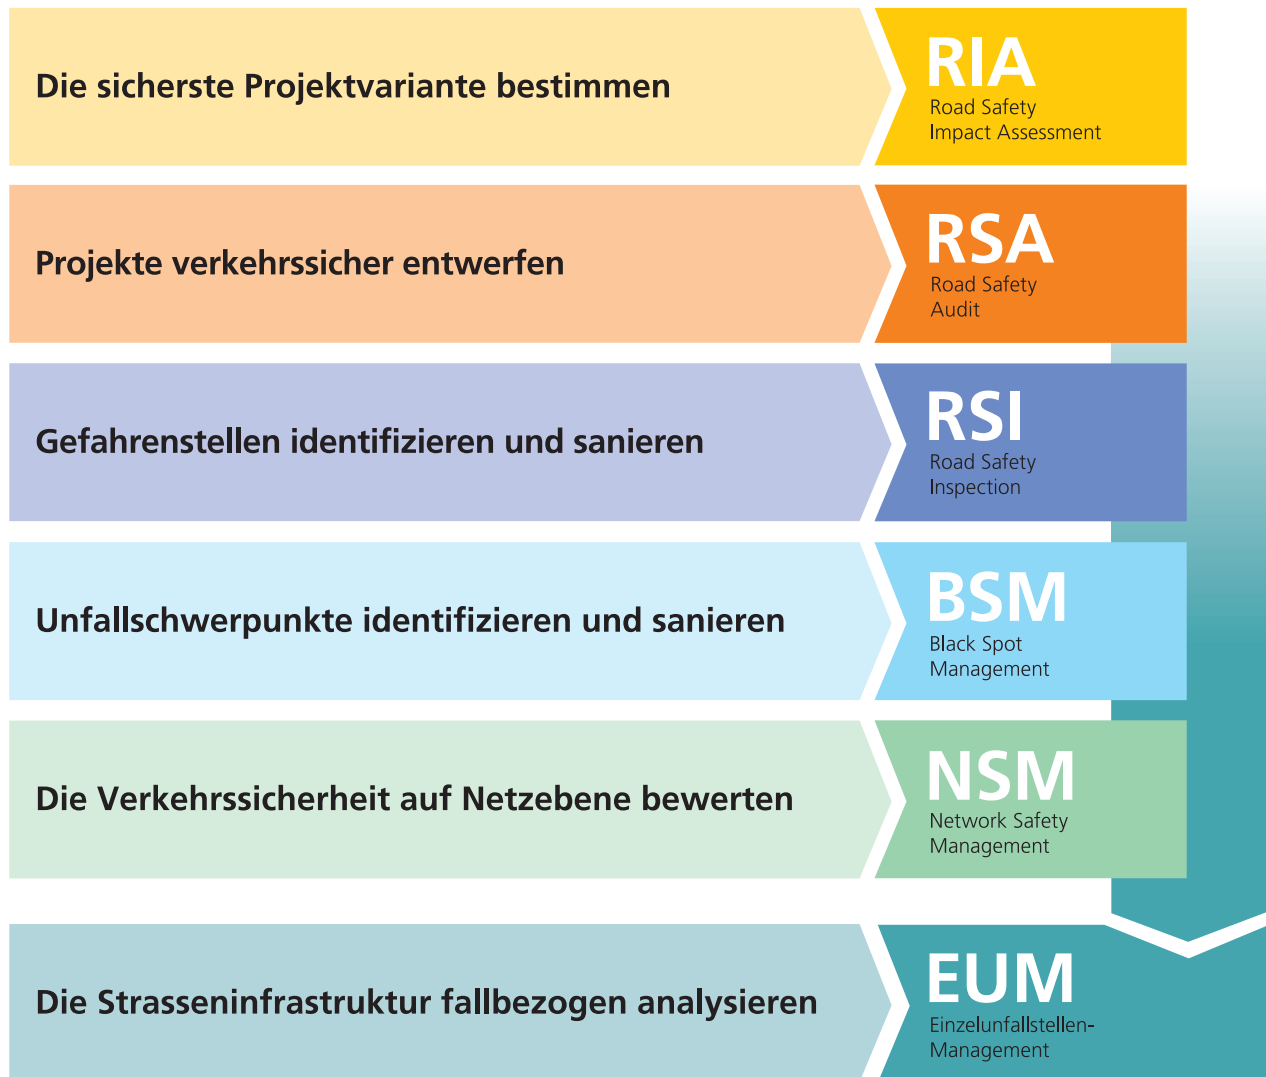 Die sicherste Projektvariante bestimmen
RIA
Road Safety
Impact Assessment
Projekte verkehrssicher entwerfen
RSA
Road Safety
Audit
Gefahrenstellen identifizieren und sanieren
RSI
Road Safety
Inspection
Unfallschwerpunkte identifizieren und sanieren
BSM
Black Spot
Management
Die Verkehrssicherheit auf Netzebene bewerten
NSM
Network Safety
Management
Die Strasseninfrastruktur fallbezogen analysieren
EUM
Einzelunfallstellen-
Management